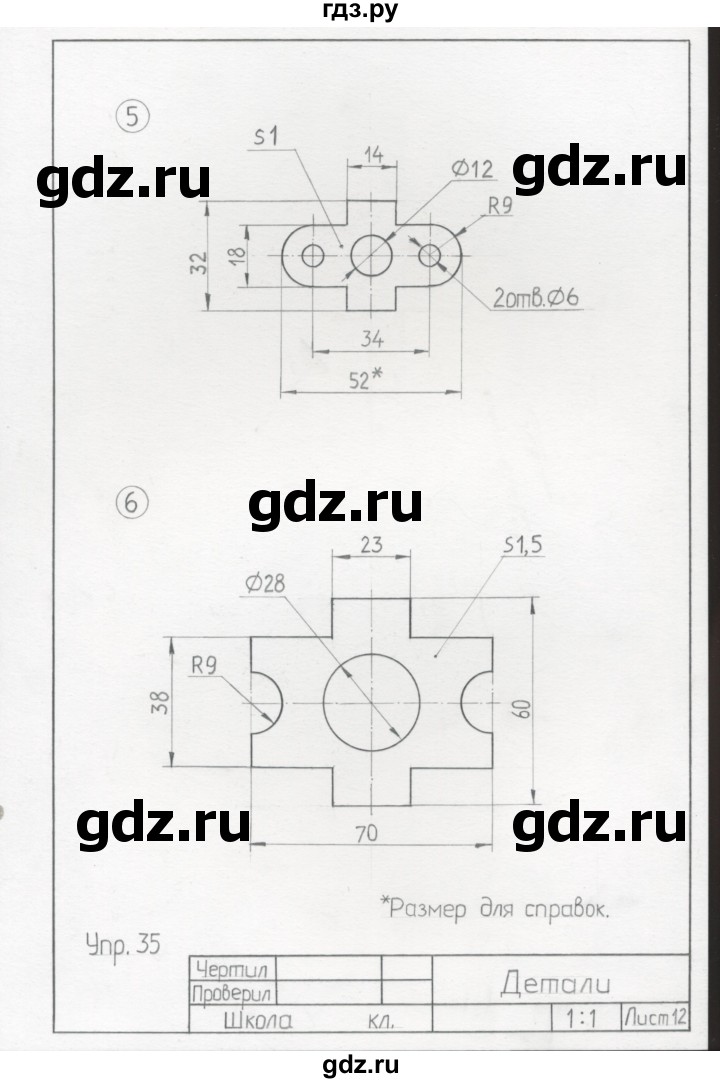 гдз.ру
5
s1
14
Ø12
gdz.ru
gdz.ru
R9
32
18
2отв.Ø6
34
52*
6
gdz.ru
23
s1,5
Ø28
R9
38
60
gdz.ru
gdz.ru
70
*Размер для справок.
Упр. 35
Чертил
Проверил
Детали
Школа кл.
1:1
Лист 12
gdz.ru